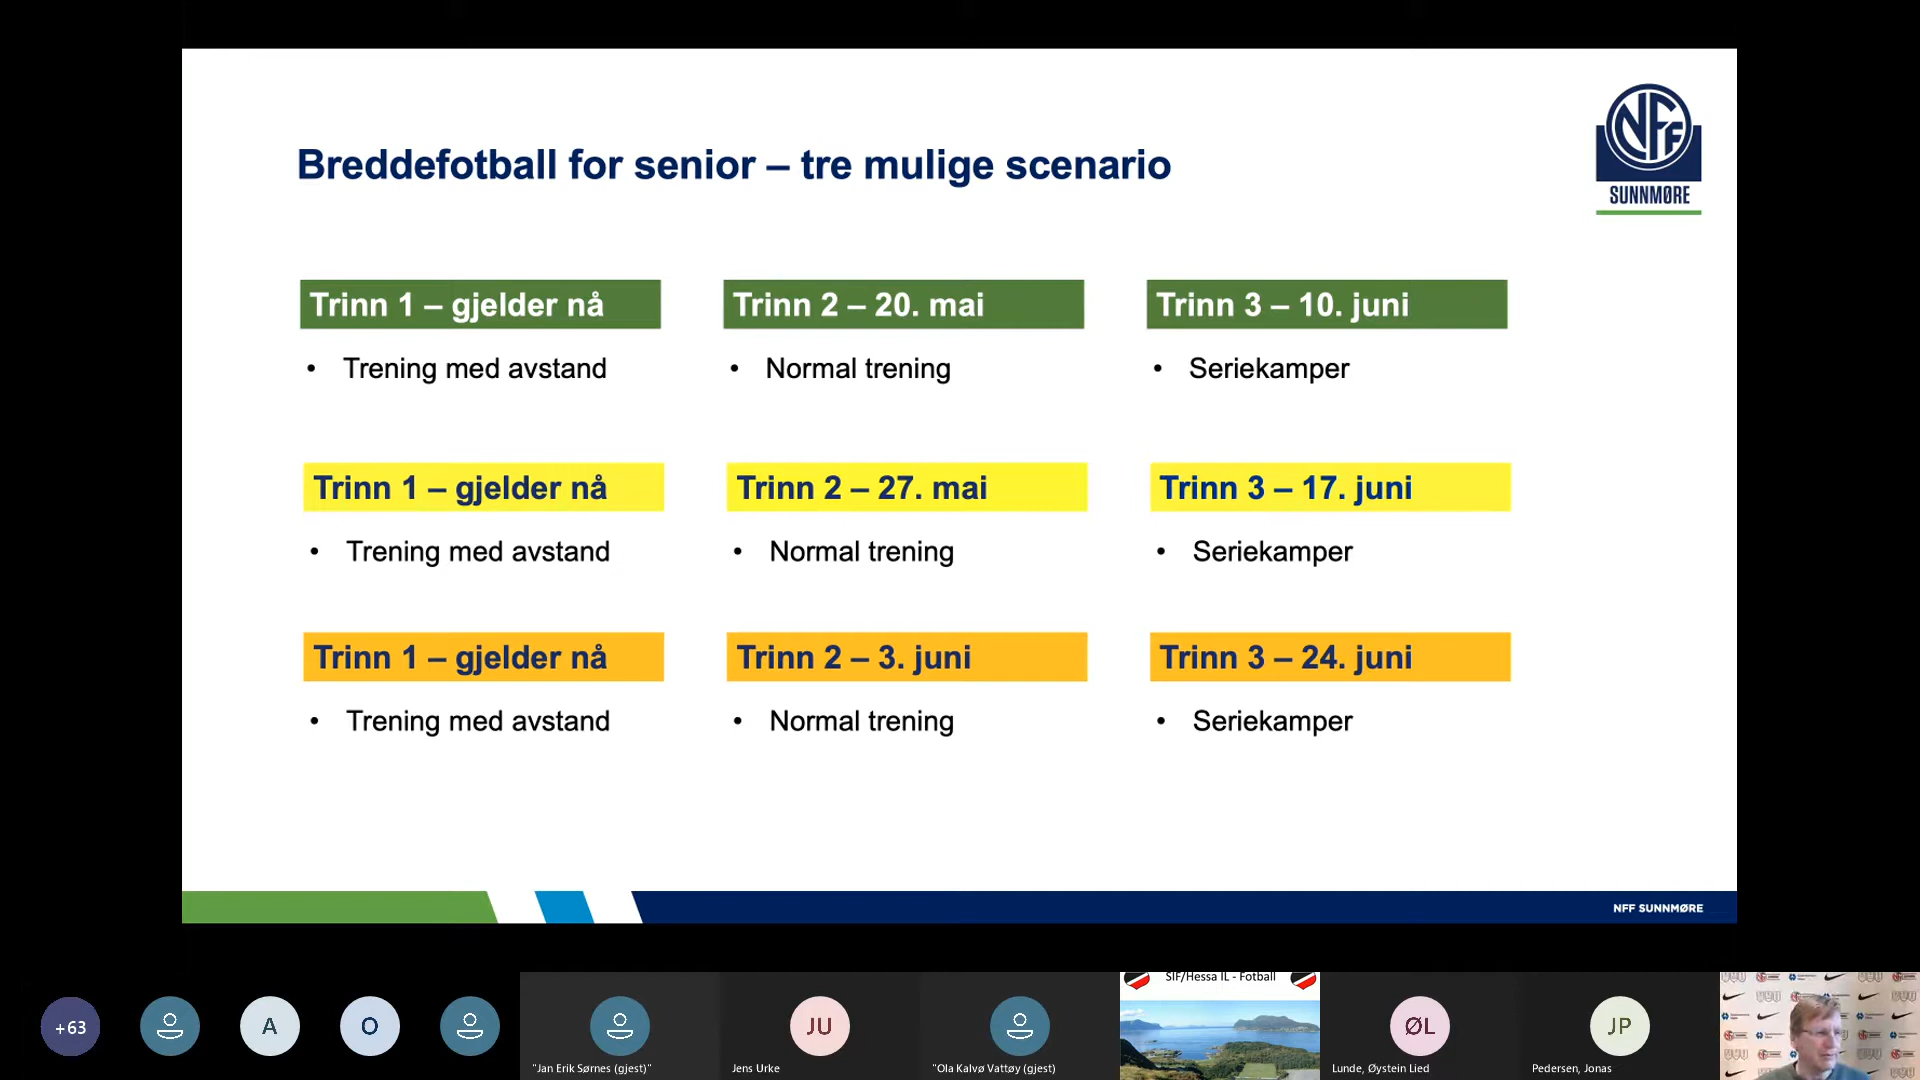 NFF
SUNNMØRE
Breddefotball for senior – tre mulige scenario
Trinn 1 – gjelder nå
Trinn 2 – 20. mai
Trinn 3 – 10. juni
• Trening med avstand
• Normal trening
• Seriekamper
Trinn 1 – gjelder nå
Trinn 2 – 27. mai
Trinn 3 – 17. juni
• Trening med avstand
• Normal trening
• Seriekamper
Trinn 1 – gjelder nå
Trinn 2 – 3. juni
Trinn 3 – 24. juni
• Trening med avstand
• Normal trening
• Seriekamper
NFF SUNNMØRE
+63
A
O
"Jan Erik Sørnes (gjest)"
JU
Jens Urke
"Ola Kalvø Vattøy (gjest)
SIF/Hessa IL - Fotball
ØL
Lunde, Øystein Lied
JP
Pedersen, Jonas